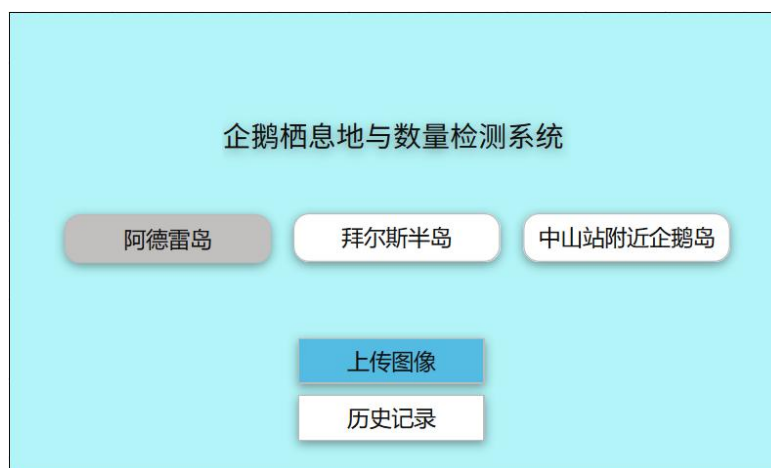 企鹅栖息地与数量检测系统
阿德雷岛
拜尔斯半岛
中山站附近企鹅岛
上传图像
历史记录